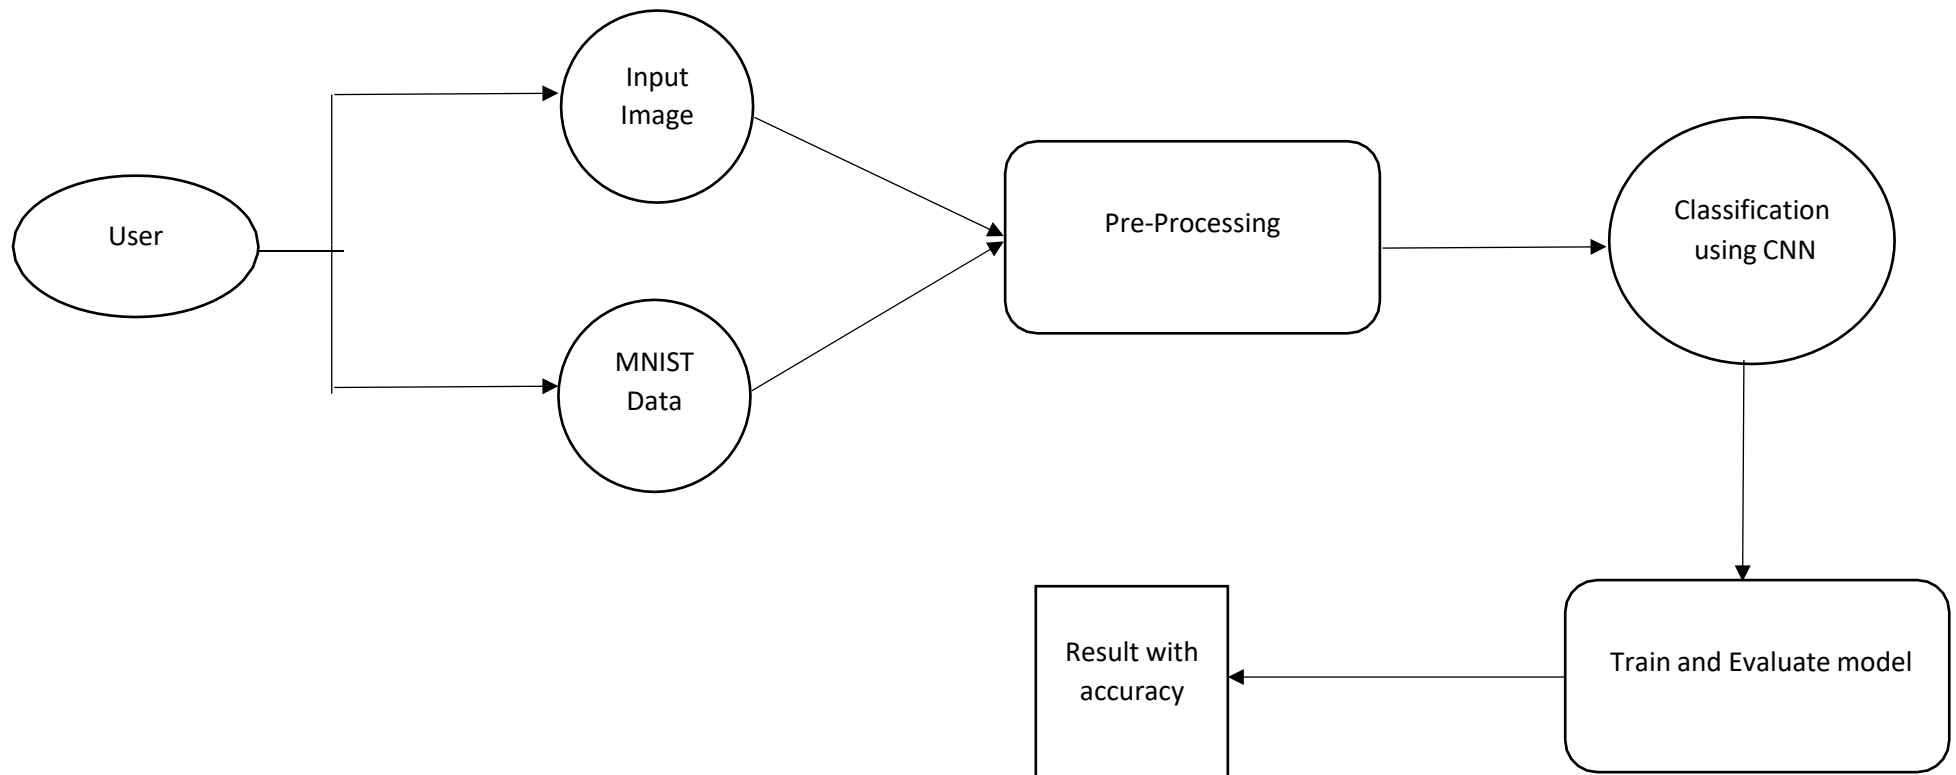 Input
Image
User
MNIST
Data
Pre-Processing
Classification
using CNN
Train and Evaluate model
Result with
accuracy